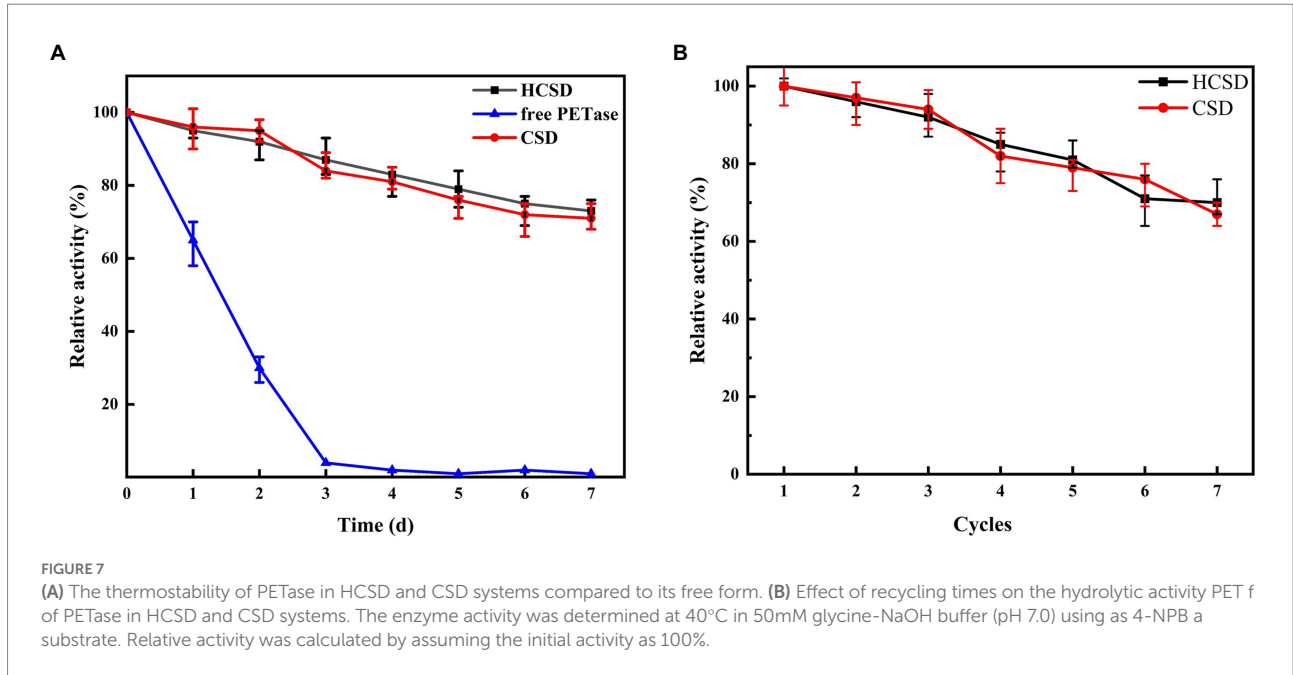 A
B
HCSD
free PETase
CSD
HCSD
CSD
Relative activity (%)
100
80
60
40
20
0
1
2
3
4
5
6
7
Time (d)
Relative activity (%)
100
80
60
40
20
0
1
2
3
4
5
6
7
Cycles
FIGURE 7
(A) The thermostability of PETase in HCSD and CSD systems compared to its free form. (B) Effect of recycling times on the hydrolytic activity PET f
of PETase in HCSD and CSD systems. The enzyme activity was determined at 40°C in 50mM glycine-NaOH buffer (pH 7.0) using as 4-NPB a
substrate. Relative activity was calculated by assuming the initial activity as 100%.